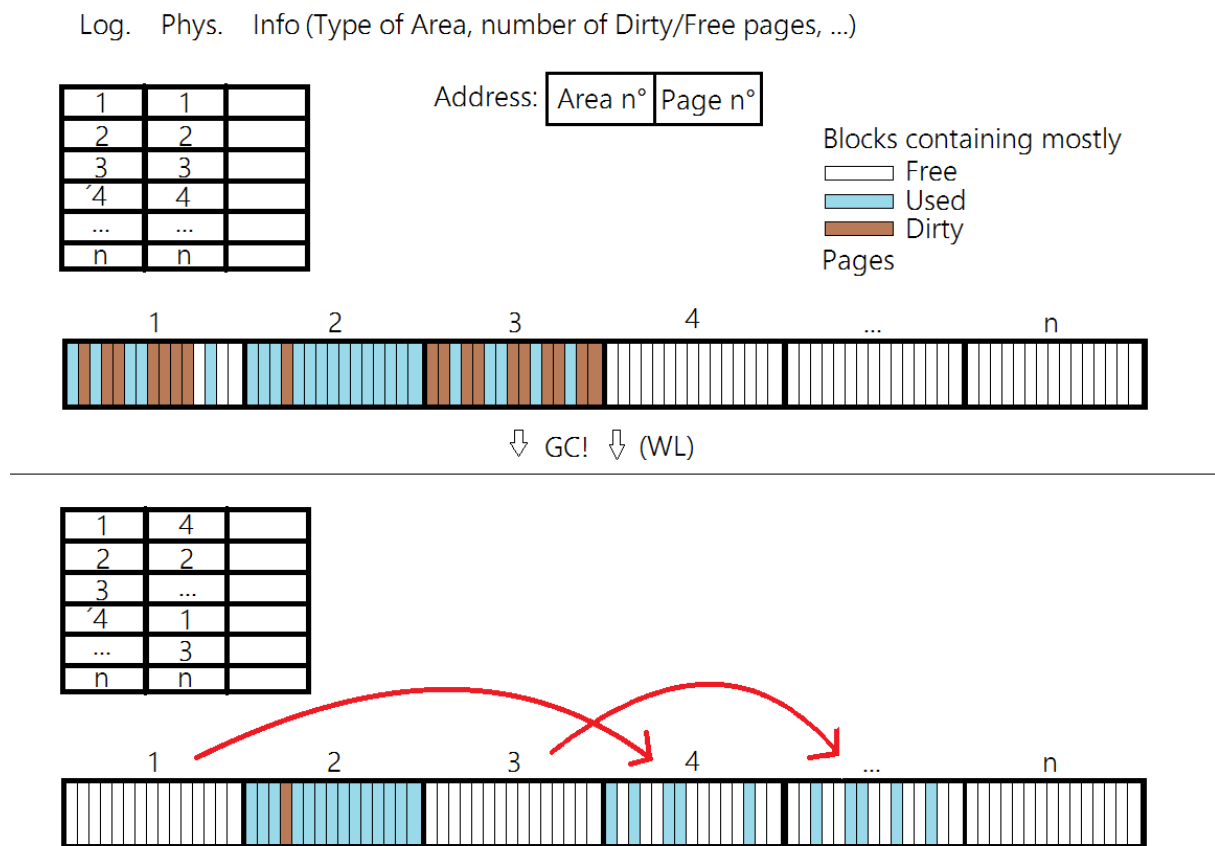 Log. Phys. Info (Type of Area, number of Dirty/Free pages, ...)
Address: Area n° Page n°
1 1
2 2
3 3
´4 4
... ...
n n
Blocks containing mostly
Free
Used
Dirty
Pages
1 2 3 4 ... n
GC! (WL)
1 4
2 2
3 ...
´4 1
... 3
n n
1 2 3 4 ... n